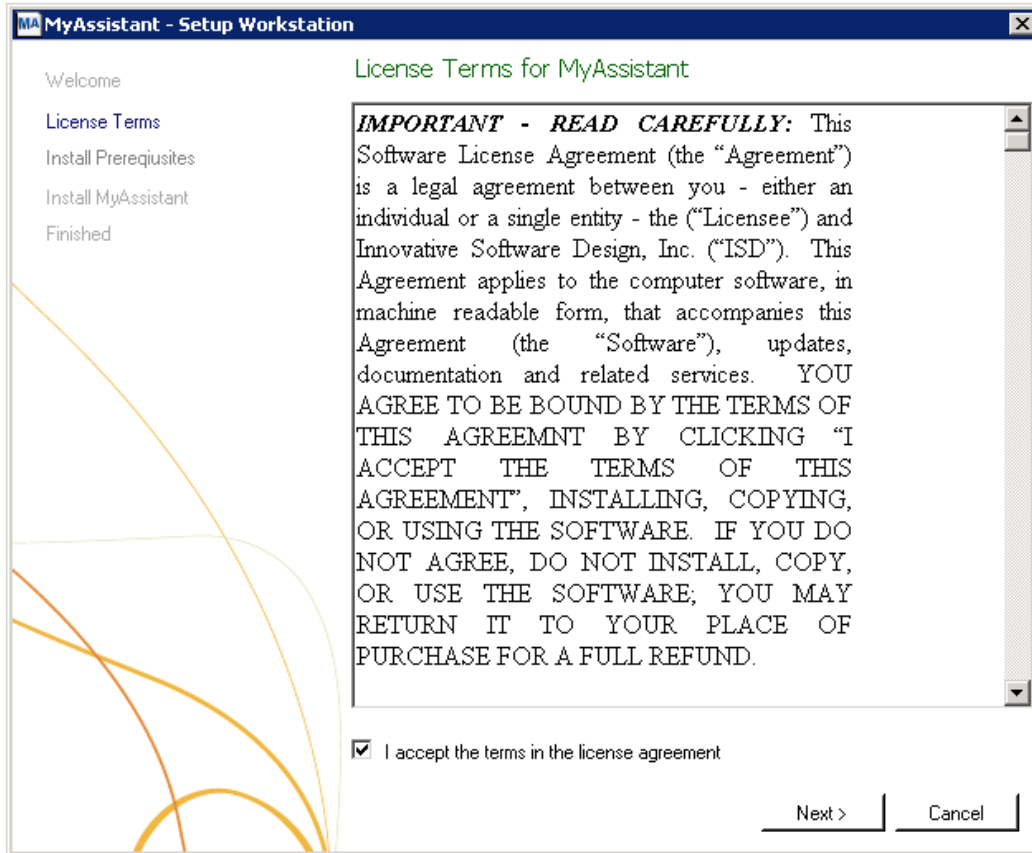 MA MyAssistant - Setup Workstation
Welcome
License Terms
Install Prereqiusites
Install MyAssistant
Finished
License Terms for MyAssistant
IMPORTANT - READ CAREFULLY: This
Software License Agreement (the “Agreement”)
is a legal agreement between you - either an
individual or a single entity - the (“Licensee”) and
Innovative Software Design, Inc. (“ISD”). This
Agreement applies to the computer software, in
machine readable form, that accompanies this
Agreement (the “Software”), updates,
documentation and related services. YOU
AGREE TO BE BOUND BY THE TERMS OF
THIS AGREEMNT BY CLICKING “I
ACCEPT THE TERMS OF THIS
AGREEMENT”, INSTALLING, COPYING,
OR USING THE SOFTWARE. IF YOU DO
NOT AGREE, DO NOT INSTALL, COPY,
OR USE THE SOFTWARE; YOU MAY
RETURN IT TO YOUR PLACE OF
PURCHASE FOR A FULL REFUND.
I accept the terms in the license agreement
Next >
Cancel